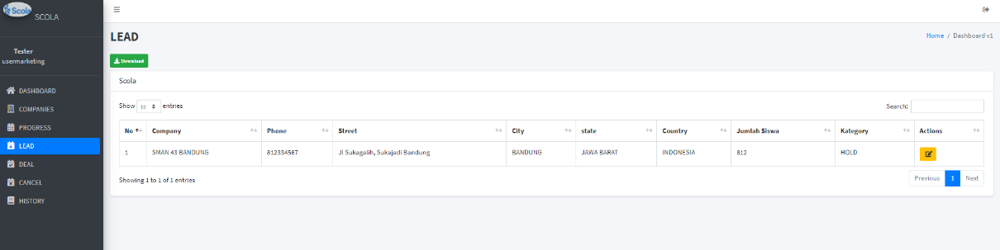 Scola SCOLA
Tester
usermarketing
DASHBOARD
COMPANIES
PROGRESS
LEAD
DEAL
CANCEL
HISTORY
LEAD
Home / Dashboard v1
Download
Scola
Show 10 entries
Search:
No Company Phone Street City state Country Jumlah Siswa Kategory Actions
1 SMAN 43 BANDUNG 812334567 Jl Sukagalih, Sukajadi Bandung BANDUNG JAWA BARAT INDONESIA 812 HOLD
Showing 1 to 1 of 1 entries
Previous 1 Next